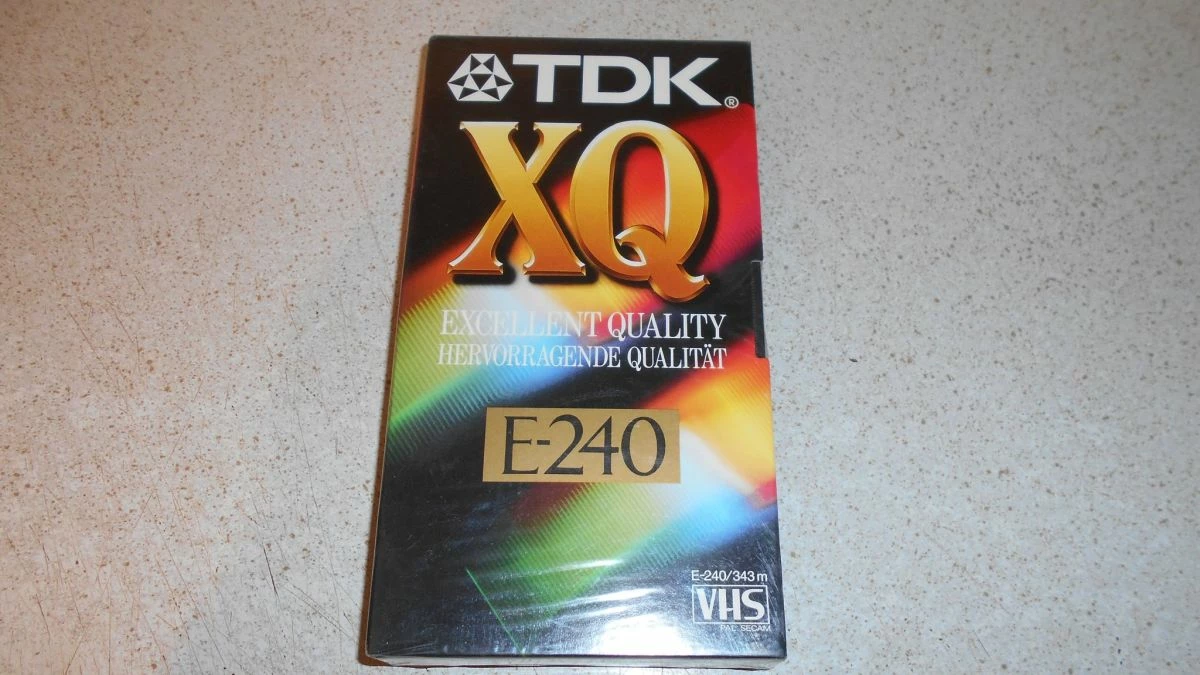 TDK®
XQ
EXCELLENT QUALITY
HERVORRAGENDE QUALITÄT
E-240
E-240/343 m
VHS
PAL SECAM